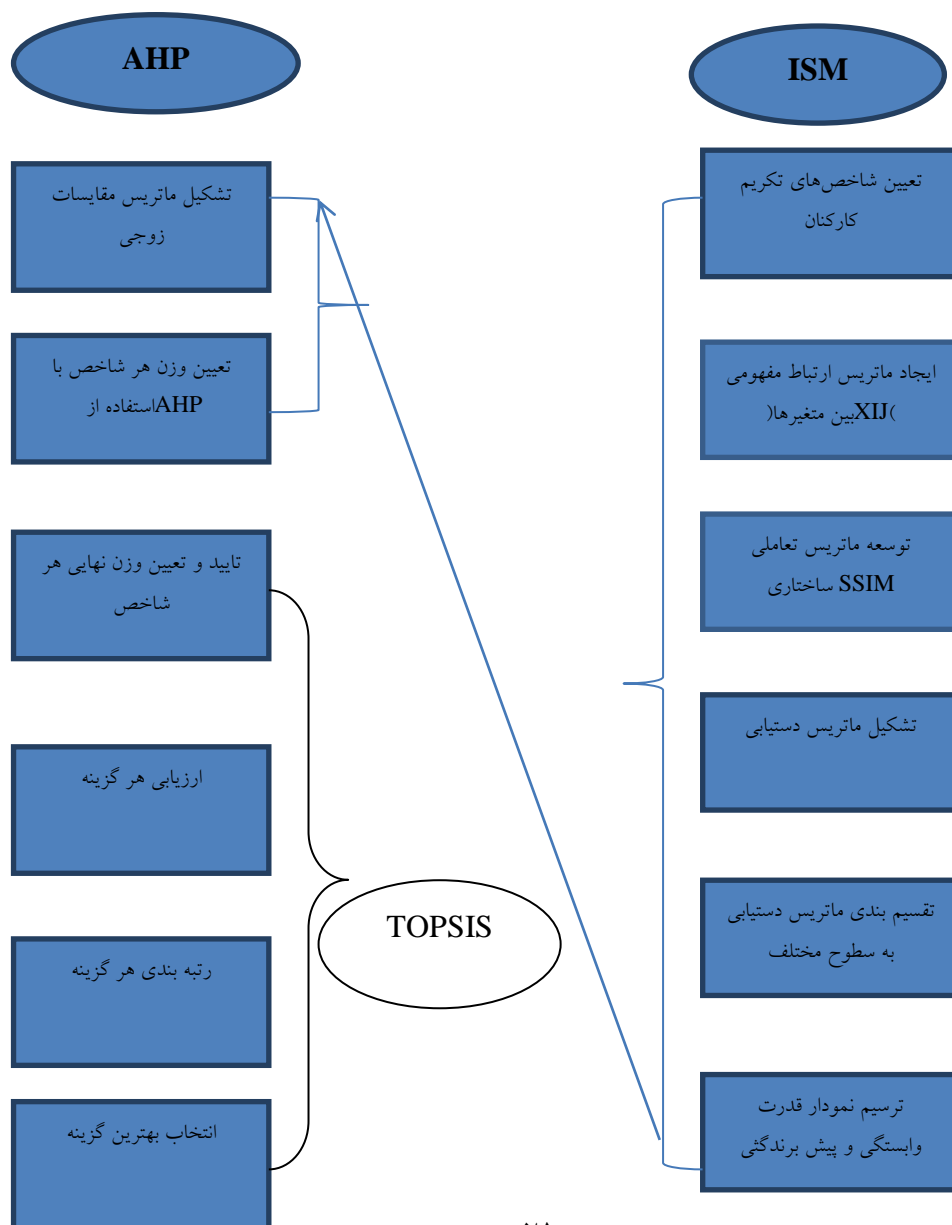 AHP
ISM
تعیین شاخص‌های تکریم
کارکنان
ایجاد ماتریس ارتباط مفهومی
)XIJبین متغیرها(
توسعه ماتریس تعاملی
SSIM ساختاری
تشکیل ماتریس دستیابی
تقسیم بندی ماتریس دستیابی
به سطوح مختلف
ترسیم نمودار قدرت
وابستگی و پیش برندگثی
تشکیل ماتریس مقایسات
زوجی
تعیین وزن هر شاخص با
AHPاستفاده از
تایید و تعیین وزن نهایی هر
شاخص
ارزیابی هر گزینه
رتبه بندی هر گزینه
انتخاب بهترین گزینه
TOPSIS